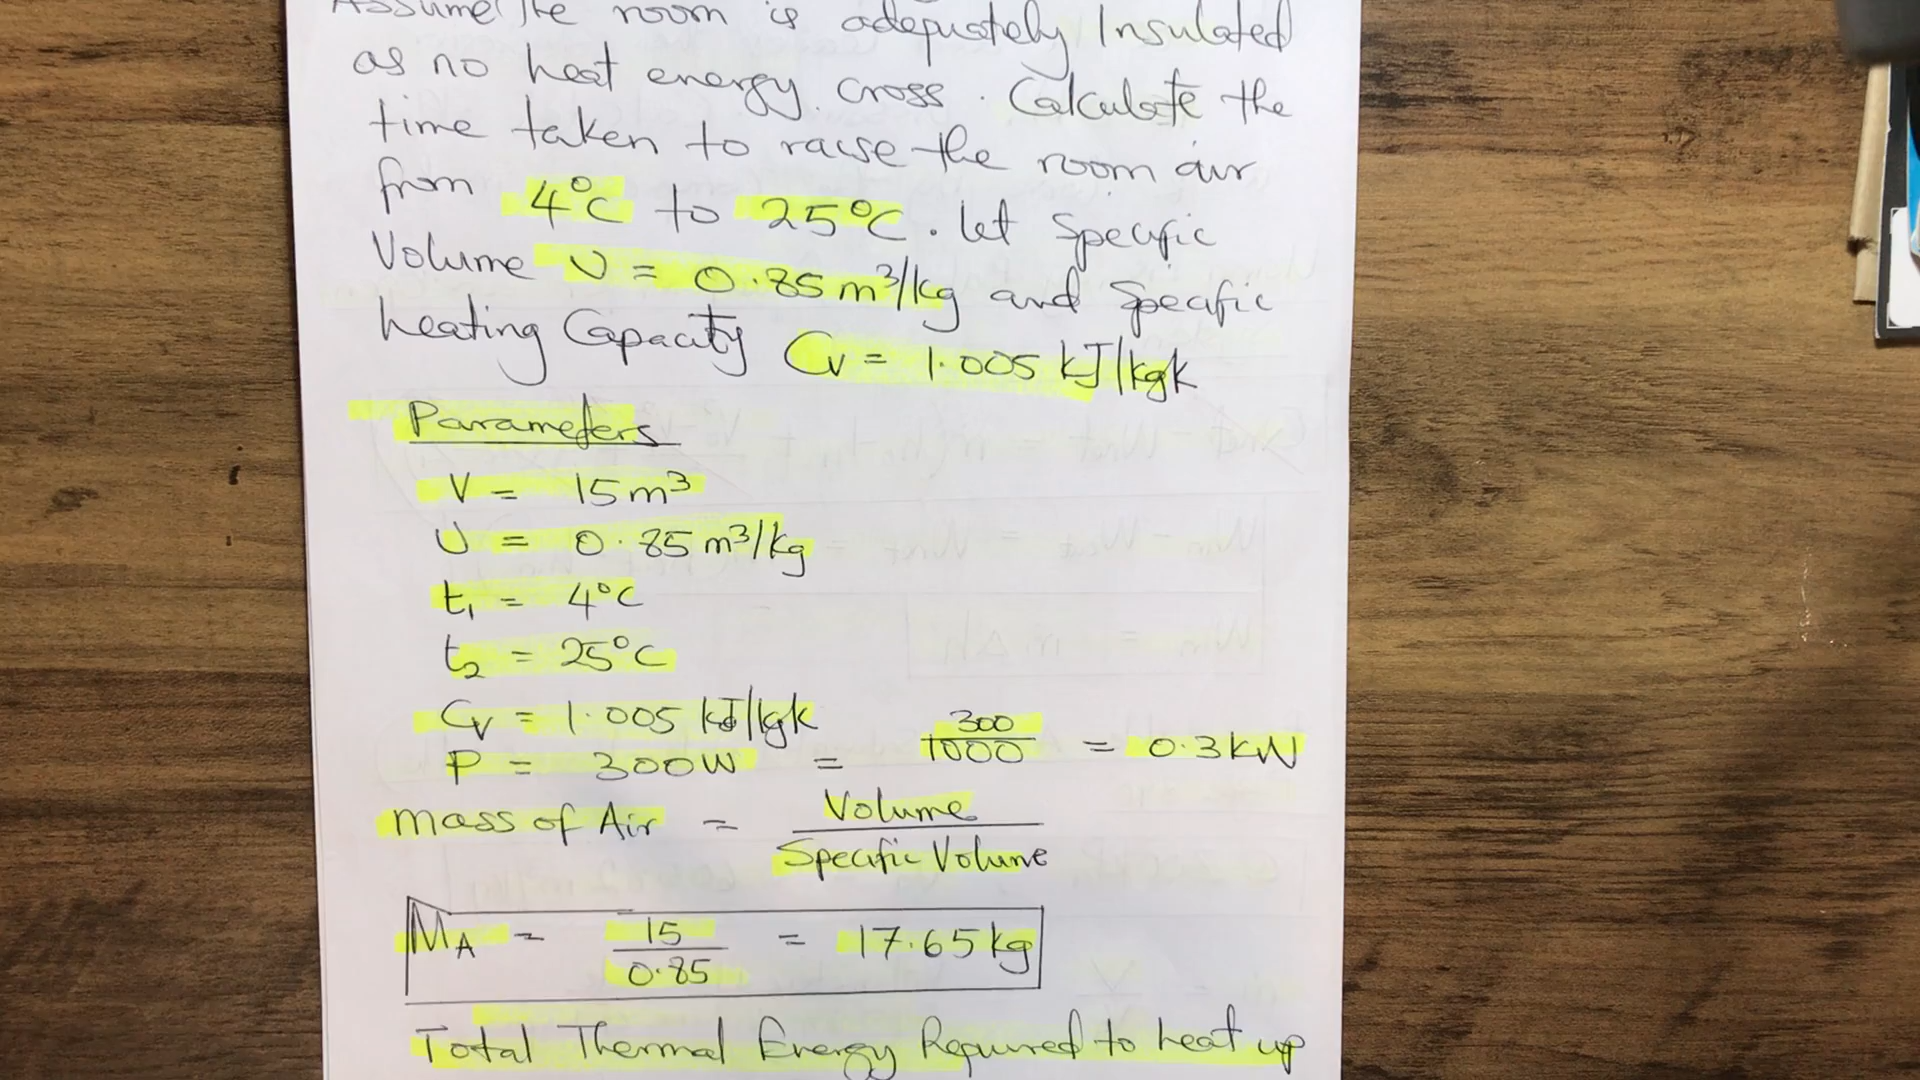 Assume the room is adequately Insulated
as no heat energy cross. Calculate the
time taken to raise the room air
from 4°C to 25°C. let Specific
Volume υ = 0.85 m³/kg and Specific
heating Capacity Cv = 1.005 kJ/kgk
Parameters
V = 15 m³
υ = 0.85 m³/kg
t₁ = 4°C
t₂ = 25°C
Cv = 1.005 kJ/kgk
P = 300W = 300/1000 = 0.3kW
mass of Air = Volume / Specific Volume
MA = 15/0.85 = 17.65 kg
Total Thermal Energy Required to heat up